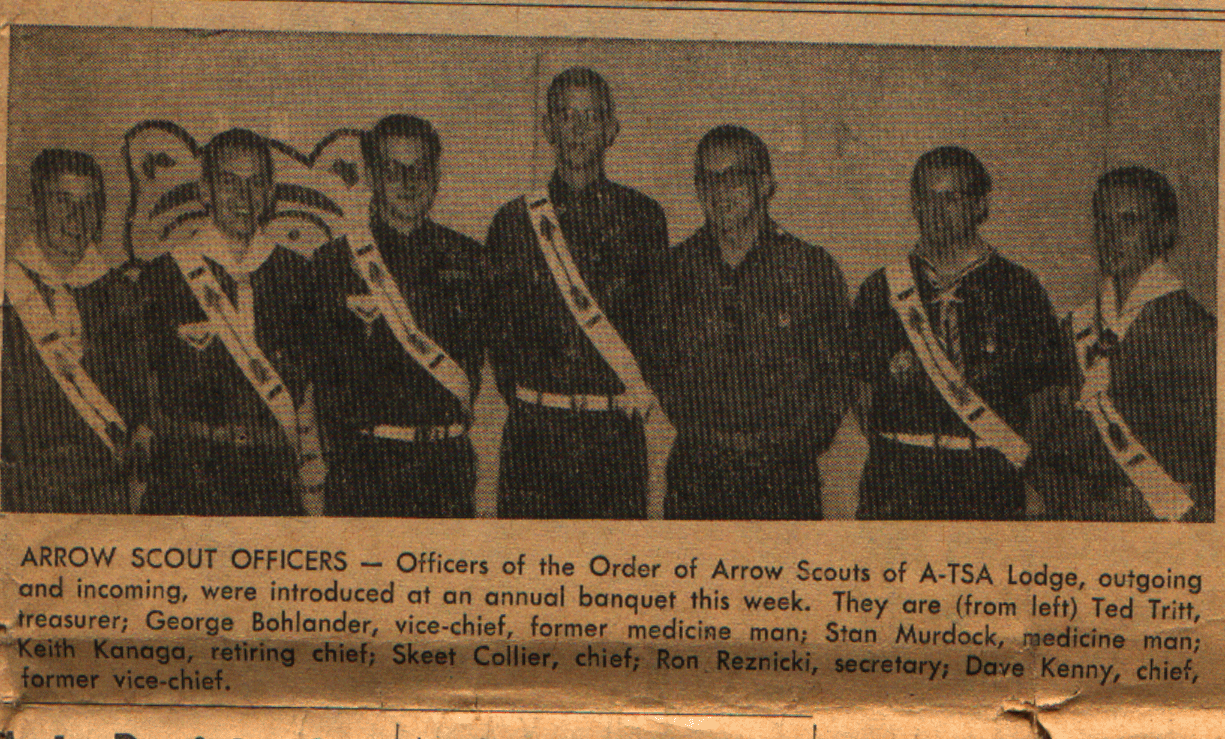 ARROW SCOUT OFFICERS — Officers of the Order of Arrow Scouts of A-TSA Lodge, outgoing
and incoming, were introduced at an annual banquet this week. They are (from left) Ted Tritt,
treasurer; George Bohlander, vice-chief, former medicine man; Stan Murdock, medicine man;
Keith Kanaga, retiring chief; Skeet Collier, chief; Ron Reznicki, secretary; Dave Kenny, chief,
former vice-chief.